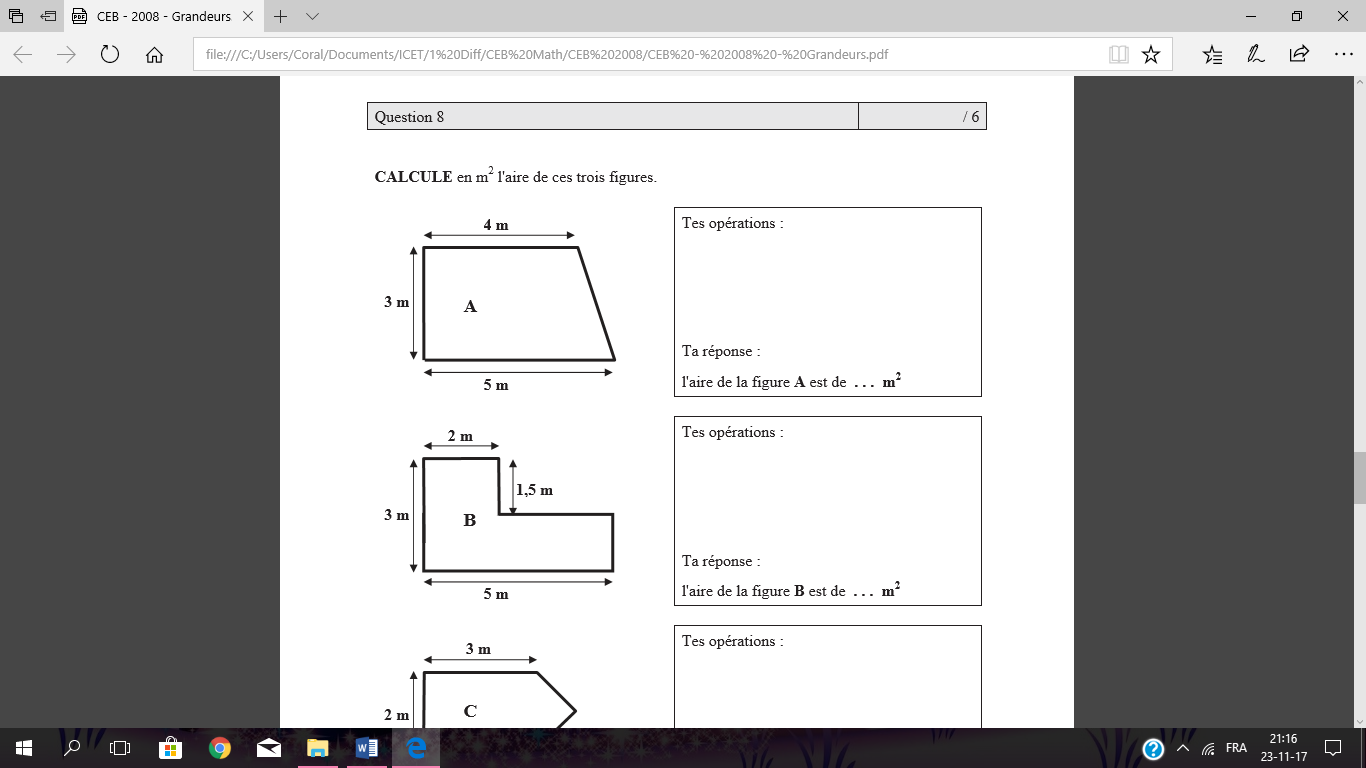 CEB - 2008 - Grandeurs
file:///C:/Users/Coral/Documents/ICET/1%20Diff/CEB%20Math/CEB%202008/CEB%20-%202008%20-%20Grandeurs.pdf
Question 8 / 6
CALCULE en m² l'aire de ces trois figures.
4 m
3 m
A
5 m
Tes opérations :
Ta réponse :
l'aire de la figure A est de . . . m²
2 m
1,5 m
3 m
B
5 m
Tes opérations :
Ta réponse :
l'aire de la figure B est de . . . m²
3 m
2 m
C
Tes opérations :
FRA
21:16
23-11-17